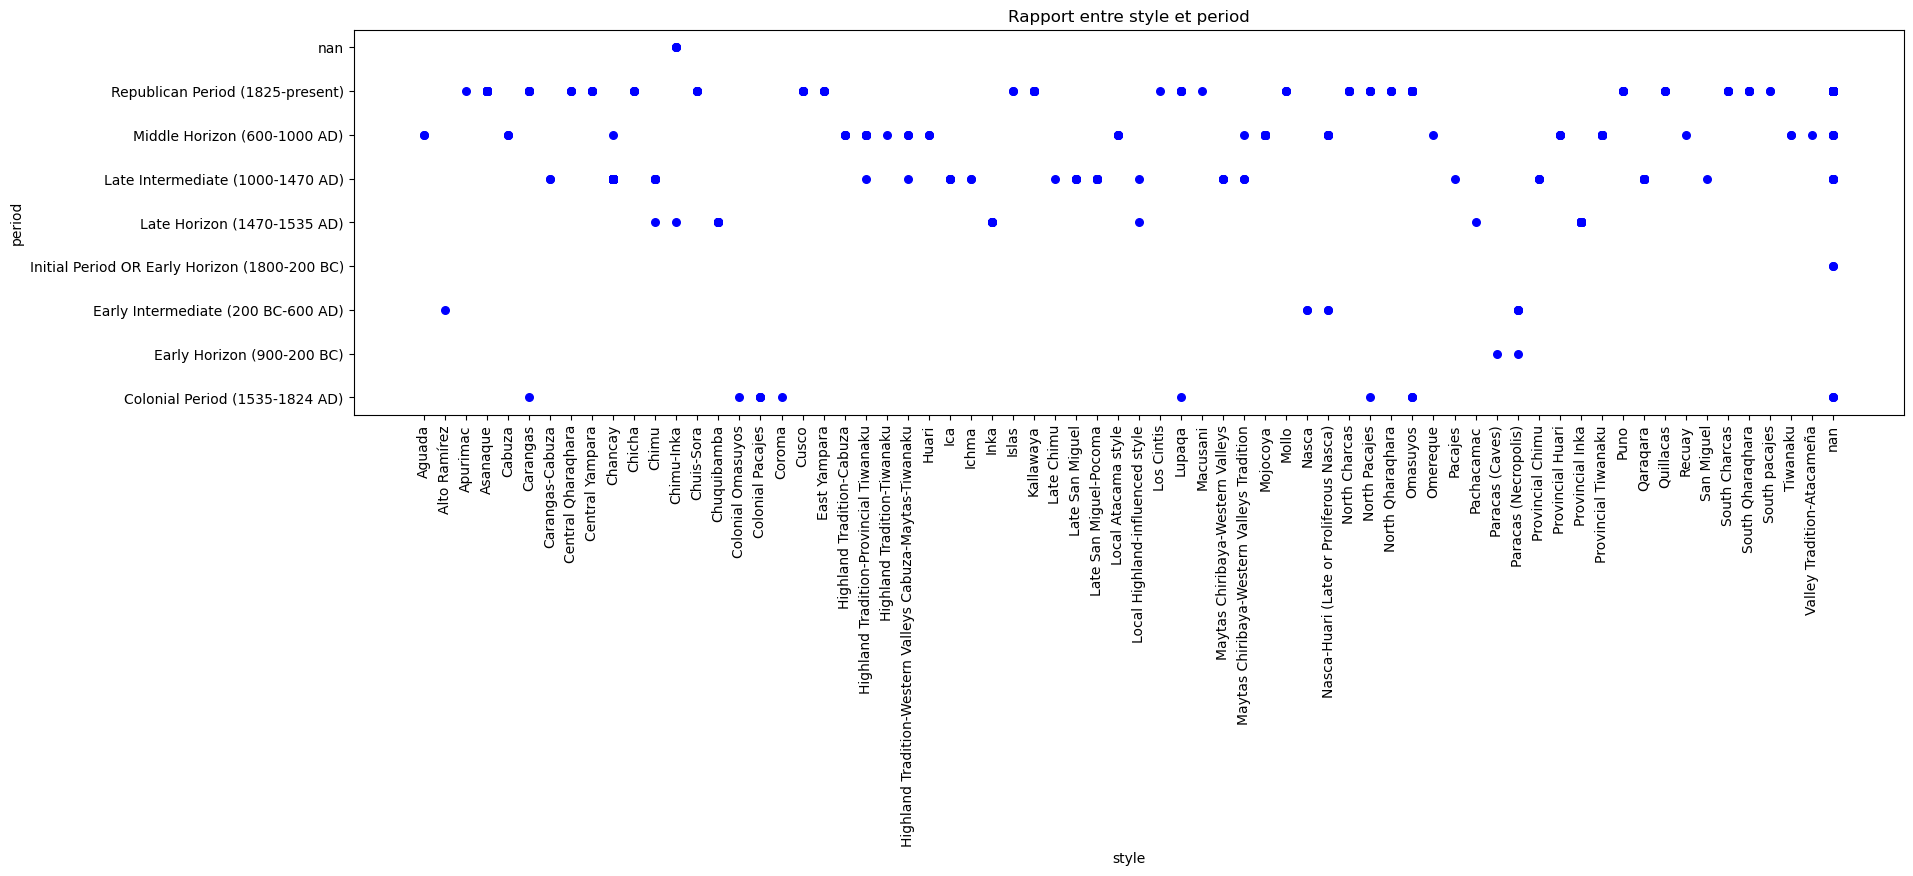 Rapport entre style et period
period
nan
Republican Period (1825-present)
Middle Horizon (600-1000 AD)
Late Intermediate (1000-1470 AD)
Late Horizon (1470-1535 AD)
Initial Period OR Early Horizon (1800-200 BC)
Early Intermediate (200 BC-600 AD)
Early Horizon (900-200 BC)
Colonial Period (1535-1824 AD)
Aguada
Alto Ramírez
Apurimac
Asanaque
Cabuza
Carangas
Carangas-Cabuza
Central Qharaqhara
Central Yampara
Chancay
Chicha
Chimu
Chimu-Inka
Chuis-Sora
Chuquibamba
Colonial Omasuyos
Colonial Pacajes
Coroma
Cusco
East Yampara
Highland Tradition-Cabuza
Highland Tradition-Provincial Tiwanaku
Highland Tradition-Tiwanaku
Highland Tradition-Western Valleys Cabuza-Maytas-Tiwanaku
Huari
Ica
Ichma
Inka
Islas
Kallawaya
Late Chimu
Late San Miguel
Late San Miguel-Pocoma
Local Atacama style
Local Highland-influenced style
Los Cintis
Lupaqa
Macusani
Maytas Chiribaya-Western Valleys
Maytas Chiribaya-Western Valleys Tradition
Mojocoya
Mollo
Nasca
Nasca-Huari (Late or Proliferous Nasca)
North Charcas
North Pacajes
North Qharaqhara
Omasuyos
Omereque
Pacajes
Pachacamac
Paracas (Caves)
Paracas (Necropolis)
Provincial Chimu
Provincial Huari
Provincial Inka
Provincial Tiwanaku
Puno
Qaraqara
Quillacas
Recuay
San Miguel
South Charcas
South Qharaqhara
South pacajes
Tiwanaku
Valley Tradition-Atacameña
nan
style